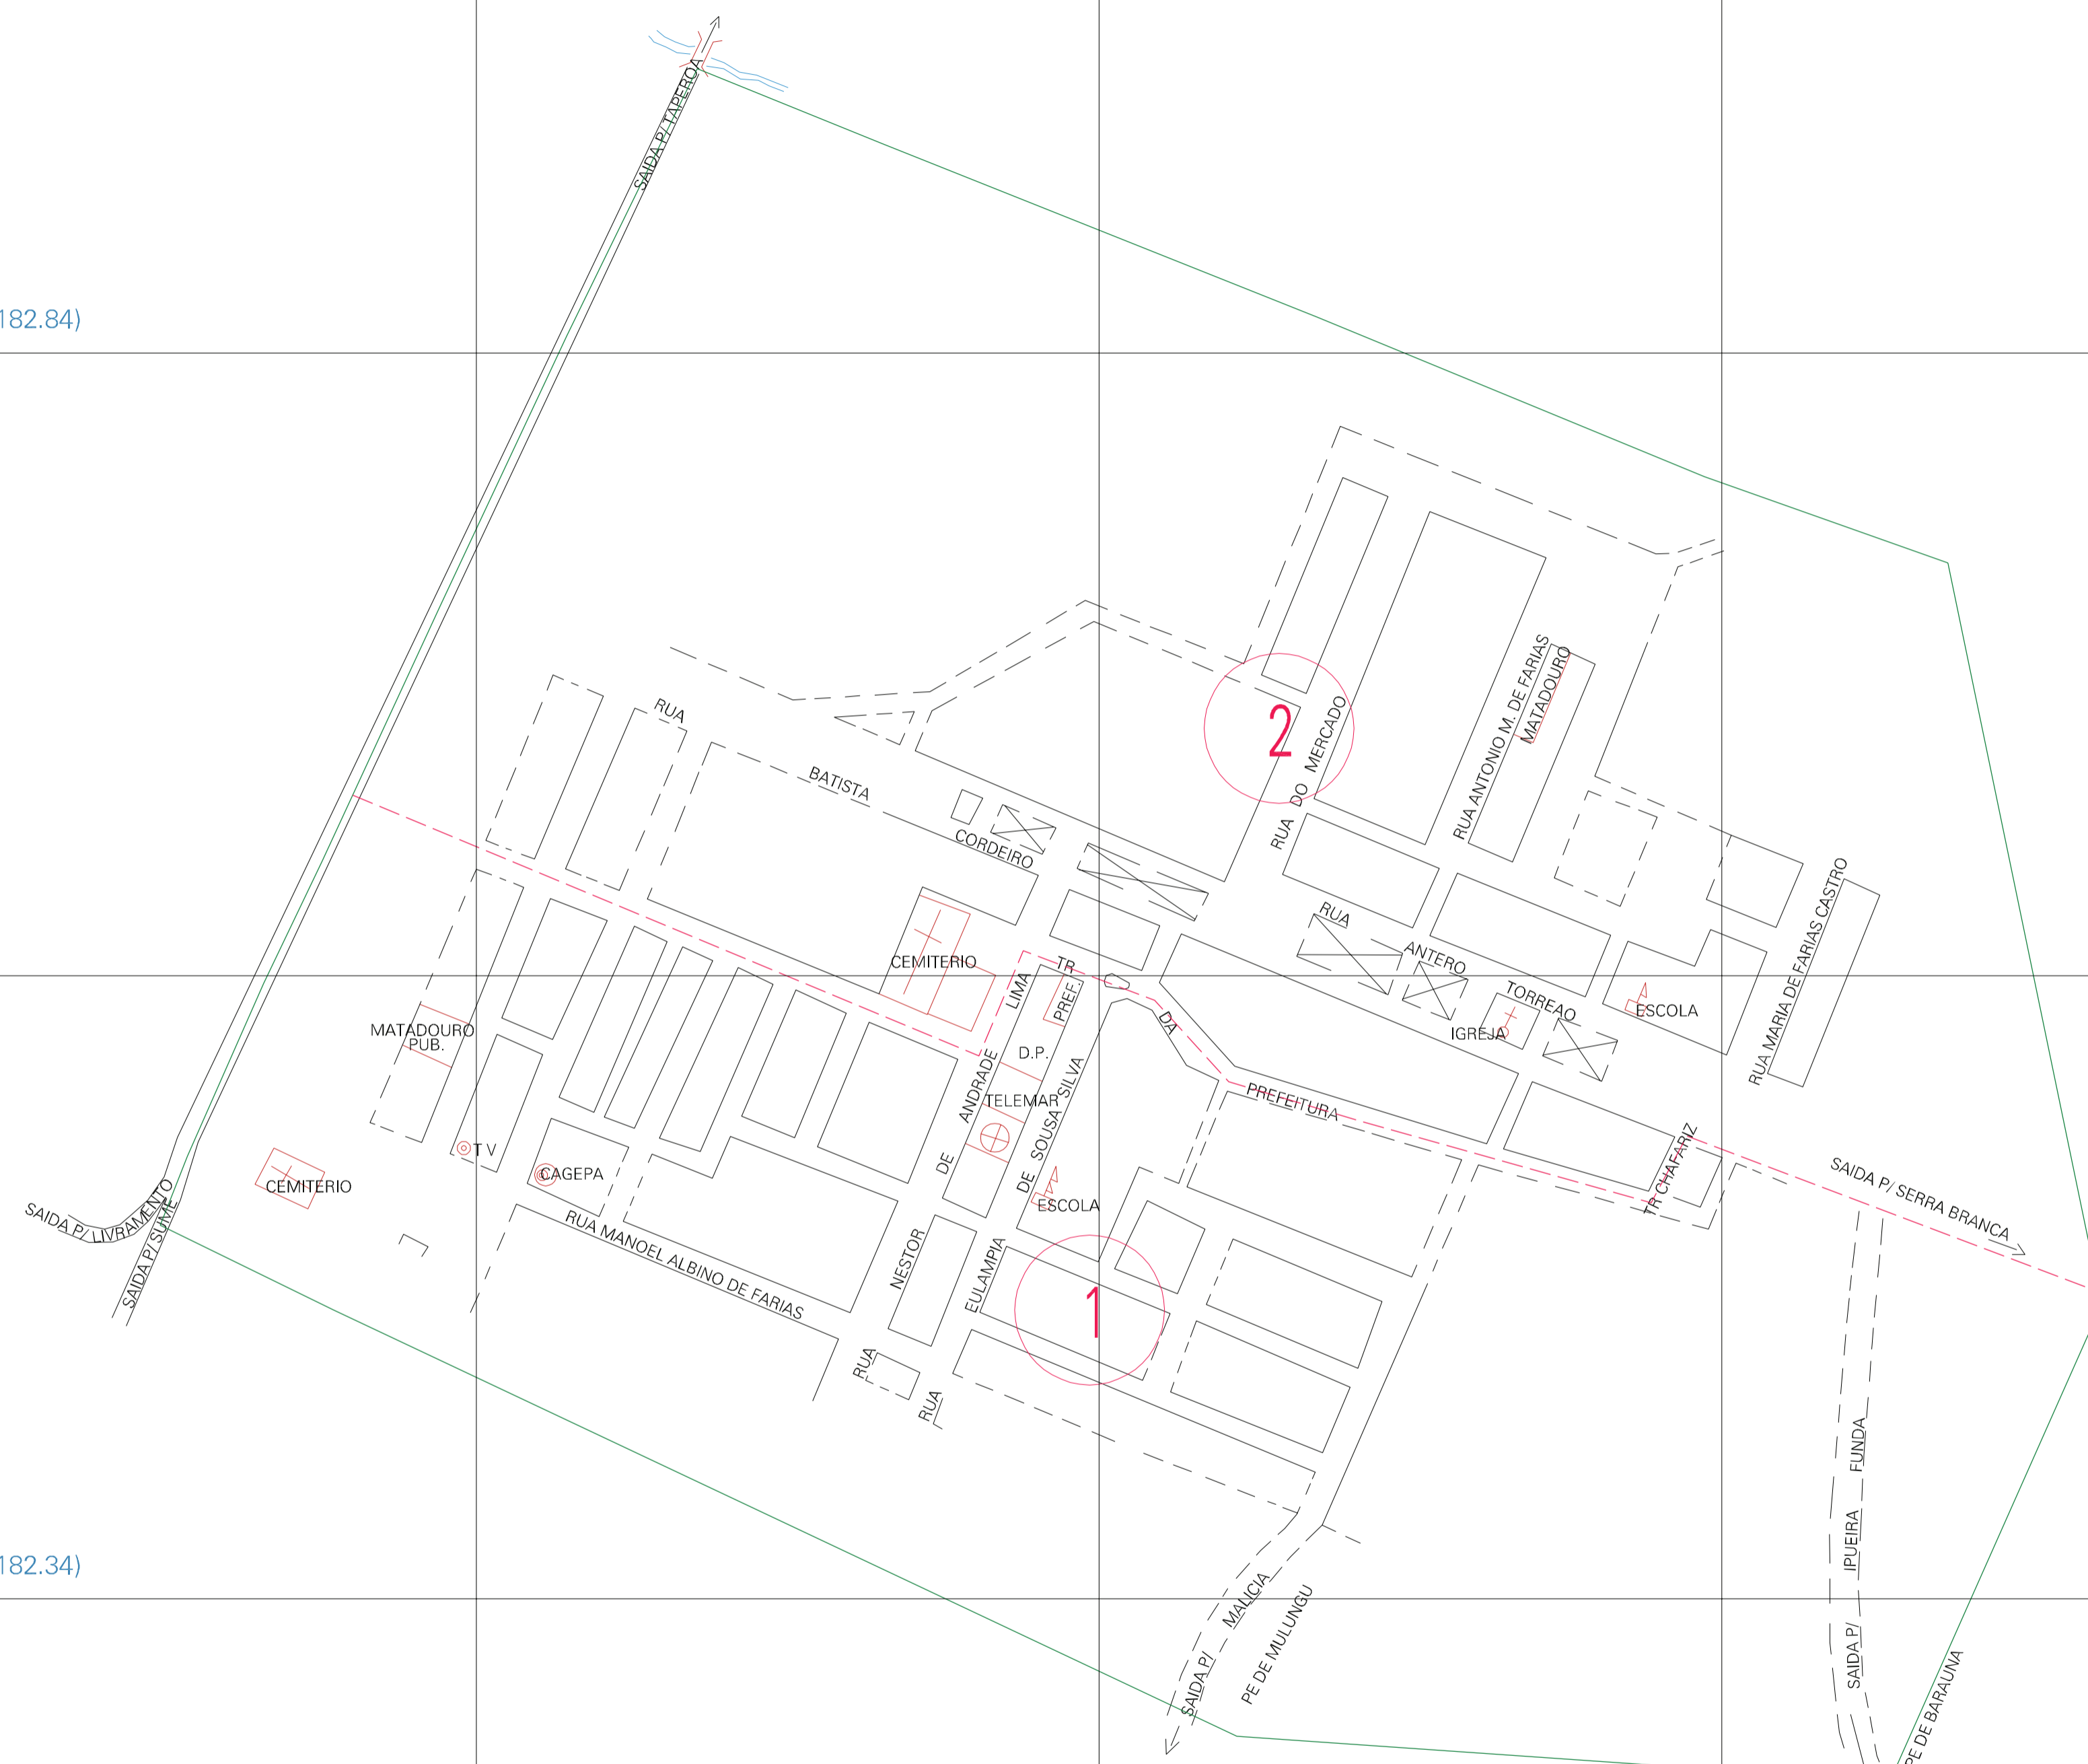 SAIDA P/ TAPEROA
182.84)
RUA
BATISTA
CORDEIRO
2
RUA DO MERCADO
RUA ANTONIO M. DE FARIAS
MATADOURO
RUA MARIA DE FARIAS CASTRO
RUA
ANTERO
TORREAO
IGREJA
ESCOLA
CEMITERIO
TR
DA
PREFEITURA
PREF.
D.P.
TELEMAR
RUA NESTOR DE ANDRADE LIMA
RUA EULAMPIA DE SOUSA SILVA
ESCOLA
MATADOURO
PUB.
T V
CAGEPA
CEMITERIO
SAIDA P/ LIVRAMENTO
SAIDA P/ SUME
RUA MANOEL ALBINO DE FARIAS
1
TR CHAFARIZ
SAIDA P/ SERRA BRANCA
182.34)
SAIDA P/ MALICIA
PE DE MULUNGU
SAIDA P/ IPUEIRA FUNDA
PE DE BARAUNA